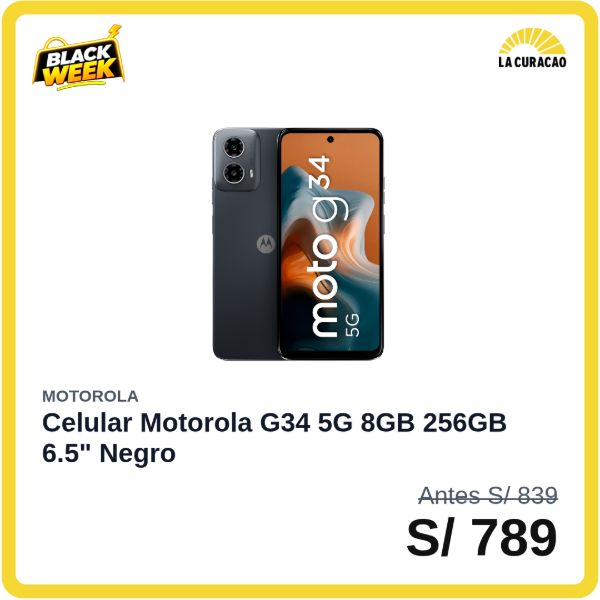 BLACK
WEEK
LA CURACAO
moto g34
5G
MOTOROLA
Celular Motorola G34 5G 8GB 256GB
6.5" Negro
Antes S/ 839
S/ 789